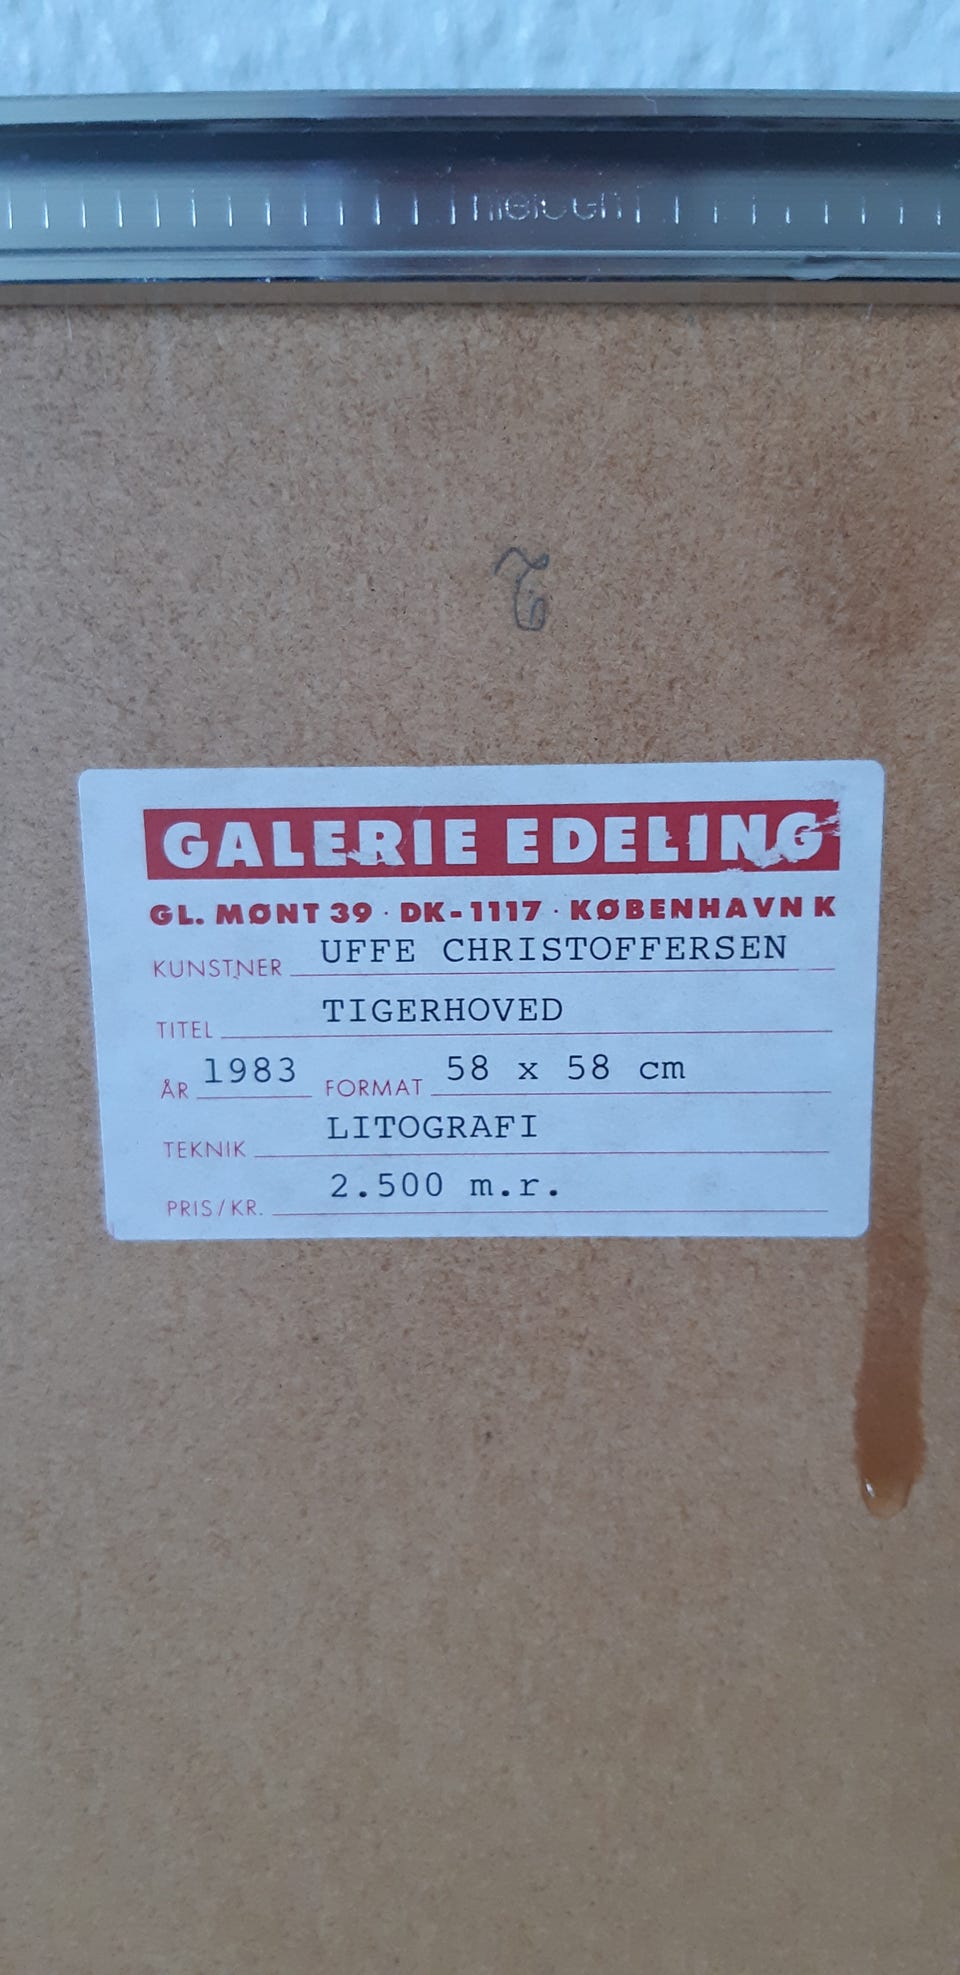 nielsen
GALERIE EDELING
GL. MØNT 39 · DK-1117 · KØBENHAVN K
KUNSTNER UFFE CHRISTOFFERSEN
TITEL TIGERHOVED
ÅR 1983 FORMAT 58 x 58 cm
TEKNIK LITOGRAFI
PRIS/KR. 2.500 m.r.